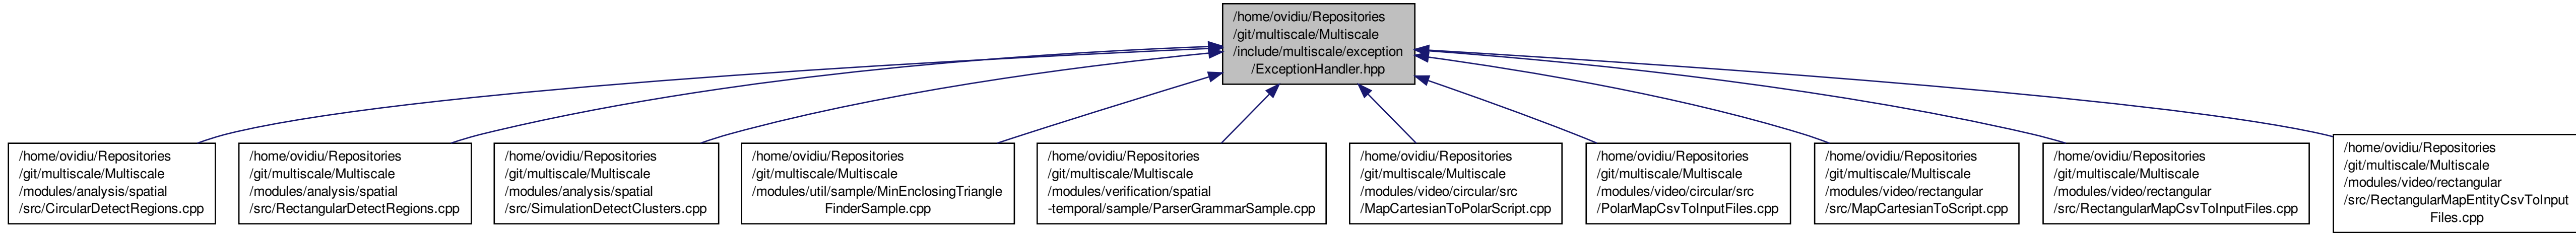 /home/ovidiu/Repositories
/git/multiscale/Multiscale
/include/multiscale/exception
/ExceptionHandler.hpp
/home/ovidiu/Repositories
/git/multiscale/Multiscale
/modules/analysis/spatial
/src/CircularDetectRegions.cpp
/home/ovidiu/Repositories
/git/multiscale/Multiscale
/modules/analysis/spatial
/src/RectangularDetectRegions.cpp
/home/ovidiu/Repositories
/git/multiscale/Multiscale
/modules/analysis/spatial
/src/SimulationDetectClusters.cpp
/home/ovidiu/Repositories
/git/multiscale/Multiscale
/modules/util/sample/MinEnclosingTriangle
FinderSample.cpp
/home/ovidiu/Repositories
/git/multiscale/Multiscale
/modules/verification/spatial
-temporal/sample/ParserGrammarSample.cpp
/home/ovidiu/Repositories
/git/multiscale/Multiscale
/modules/video/circular/src
/MapCartesianToPolarScript.cpp
/home/ovidiu/Repositories
/git/multiscale/Multiscale
/modules/video/circular/src
/PolarMapCsvToInputFiles.cpp
/home/ovidiu/Repositories
/git/multiscale/Multiscale
/modules/video/rectangular
/src/MapCartesianToScript.cpp
/home/ovidiu/Repositories
/git/multiscale/Multiscale
/modules/video/rectangular
/src/RectangularMapCsvToInputFiles.cpp
/home/ovidiu/Repositories
/git/multiscale/Multiscale
/modules/video/rectangular
/src/RectangularMapEntityCsvToInput
Files.cpp